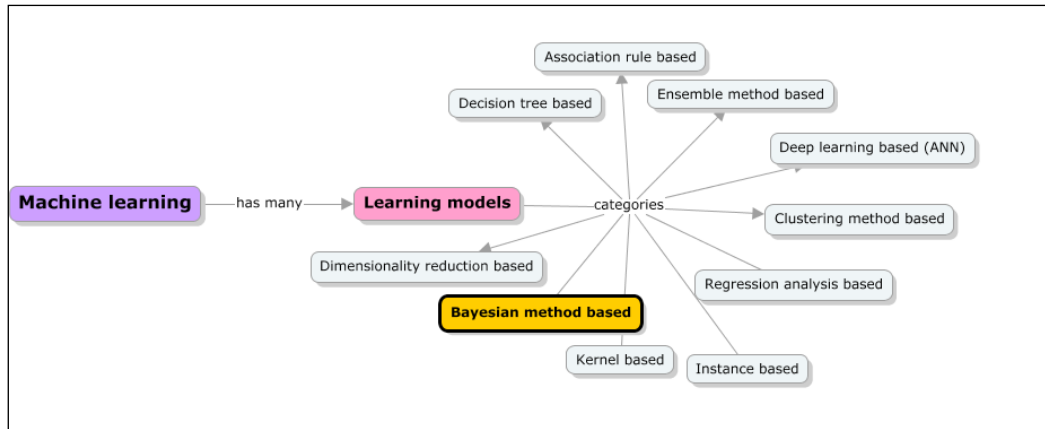 Association rule based
Ensemble method based
Decision tree based
Deep learning based (ANN)
Machine learning
has many
Learning models
categories
Clustering method based
Dimensionality reduction based
Regression analysis based
Bayesian method based
Kernel based
Instance based